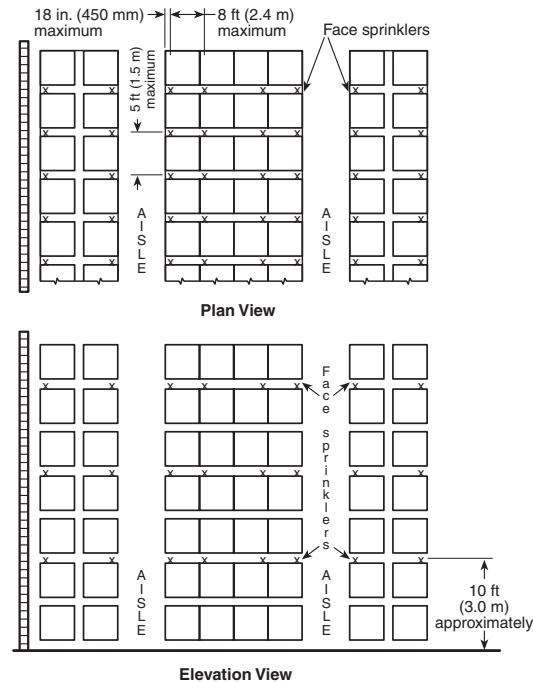 18 in. (450 mm)
maximum
8 ft (2.4 m)
maximum
Face sprinklers
5 ft (1.5 m)
maximum
x x x x x x x x
x x x x x x x x
x x x x x x x x
x x x x x x x x
x x x x x x x x
AISLE
AISLE
Plan View
x x x x x x x x
x x x x x x x x
x x x x x x x x
Face sprinklers
AISLE
AISLE
10 ft
(3.0 m)
approximately
Elevation View